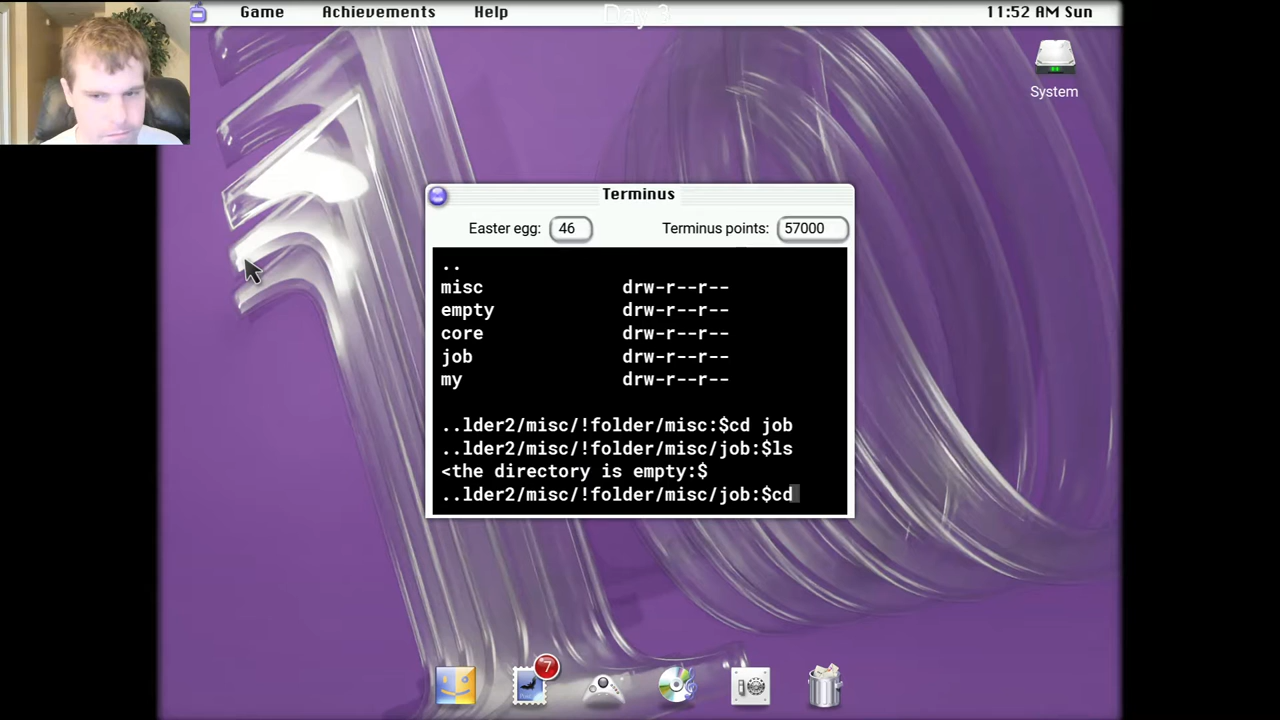 Game Achievements Help Day 3 11:52 AM Sun
System
Terminus
Easter egg: 46 Terminus points: 57000
..
misc drw-r--r--
empty drw-r--r--
core drw-r--r--
job drw-r--r--
my drw-r--r--
..lder2/misc/!folder/misc:$cd job
..lder2/misc/!folder/misc/job:$ls
<the directory is empty:$
..lder2/misc/!folder/misc/job:$cd
7